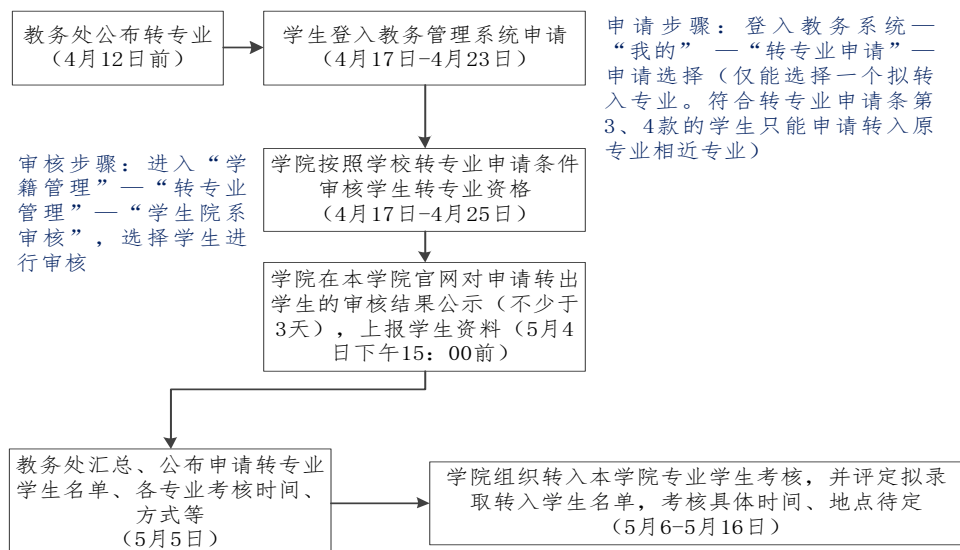 教务处公布转专业
（4月12日前）
学生登入教务管理系统申请
（4月17日-4月23日）
申请步骤：登入教务系统—
“我的” —“转专业申请”—
申请选择（仅能选择一个拟转
入专业。符合转专业申请条第
3、4款的学生只能申请转入原
专业相近专业）
审核步骤：进入“学
籍管理”—“转专业
管理”—“学生院系
审核”，选择学生进
行审核
学院按照学校转专业申请条件
审核学生转专业资格
（4月17日-4月25日）
学院在本学院官网对申请转出
学生的审核结果公示（不少于
3天），上报学生资料（5月4
日下午15：00前）
教务处汇总、公布申请转专业
学生名单、各专业考核时间、
方式等
（5月5日）
学院组织转入本学院专业学生考核，并评定拟录
取转入学生名单，考核具体时间、地点待定
（5月6-5月16日）